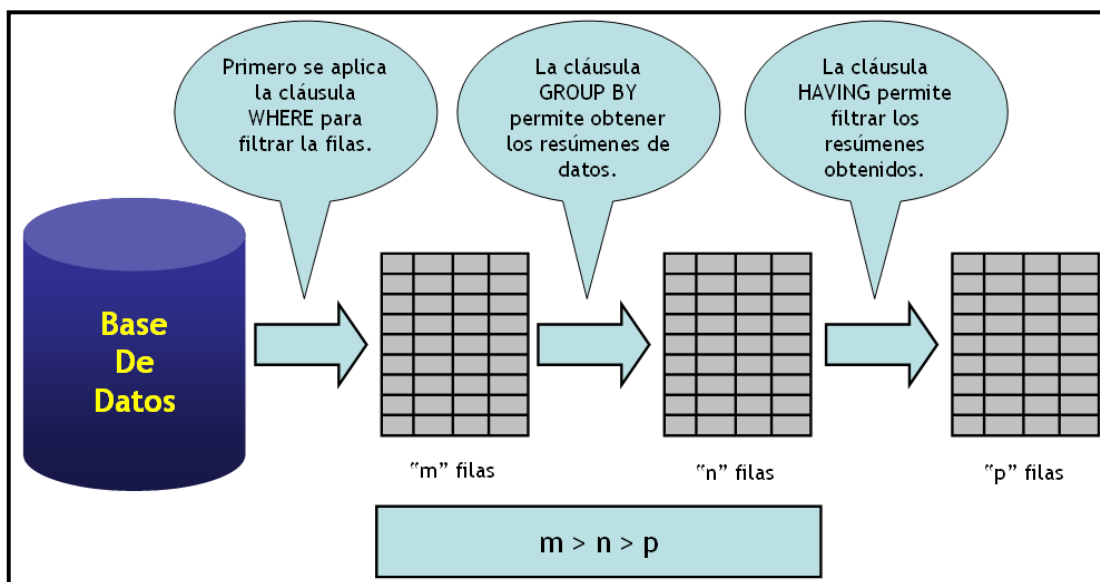 Primero se aplica
la cláusula
WHERE para
filtrar la filas.
La cláusula
GROUP BY
permite obtener
los resúmenes de
datos.
La cláusula
HAVING permite
filtrar los
resúmenes
obtenidos.
Base
De
Datos
“m” filas
“n” filas
“p” filas
m > n > p